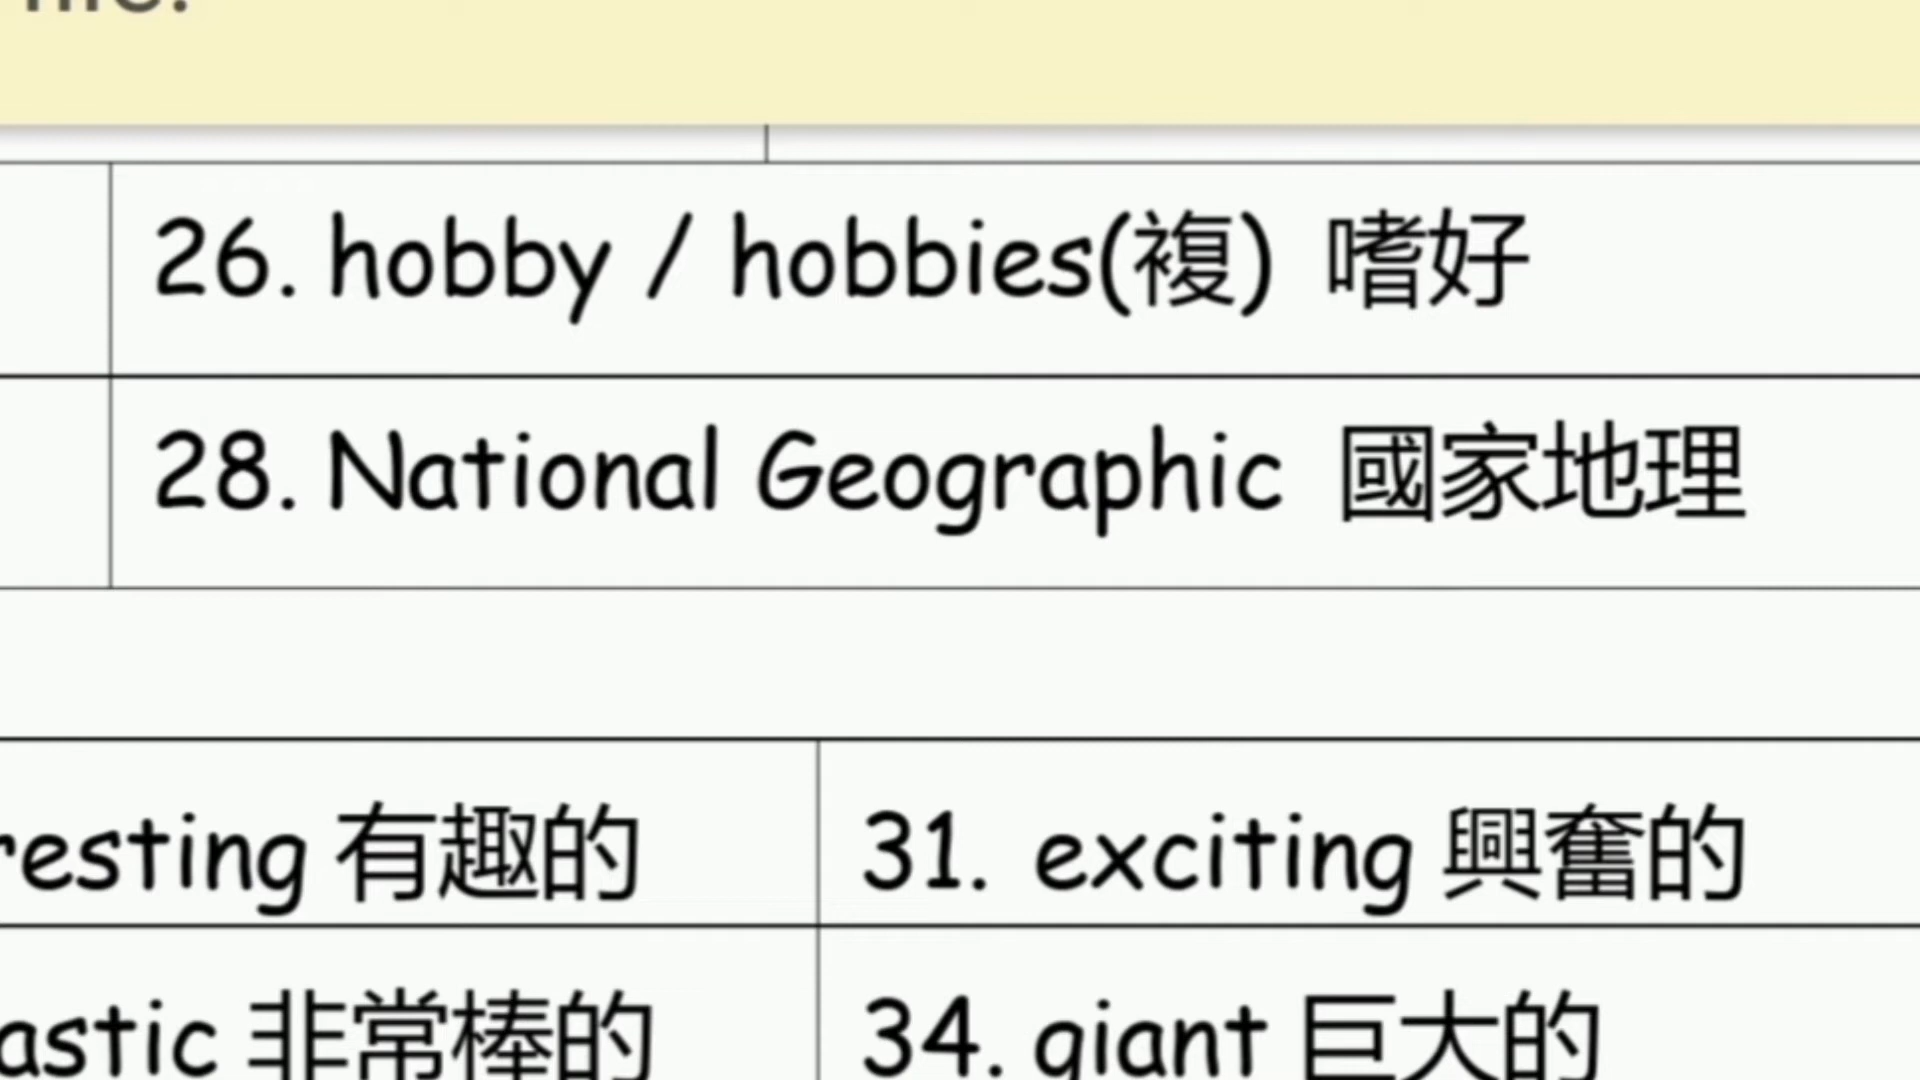 26. hobby / hobbies(複) 嗜好
28. National Geographic 國家地理
resting 有趣的
31. exciting 興奮的
astic 非常棒的
34. giant 巨大的